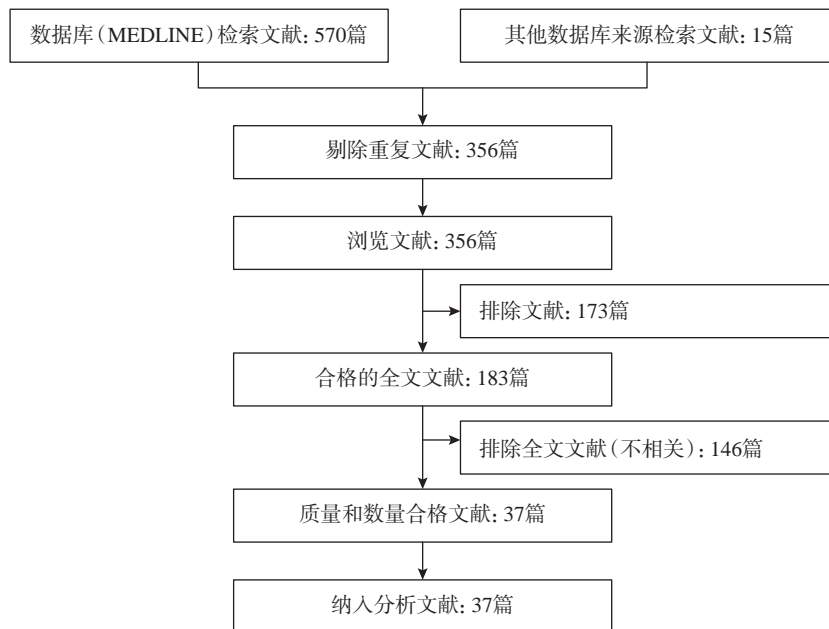 数据库（MEDLINE）检索文献: 570篇
其他数据库来源检索文献: 15篇
剔除重复文献: 356篇
浏览文献: 356篇
排除文献: 173篇
合格的全文文献: 183篇
排除全文文献（不相关）: 146篇
质量和数量合格文献: 37篇
纳入分析文献: 37篇